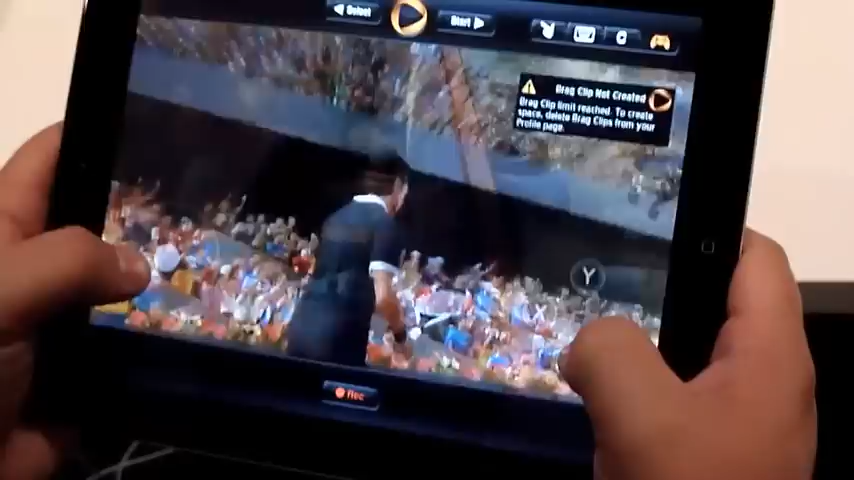 Select
Start
Brag Clip Not Created
Brag Clip limit reached. To create
space, delete Brag Clips from your
Profile page.
Y
Rec